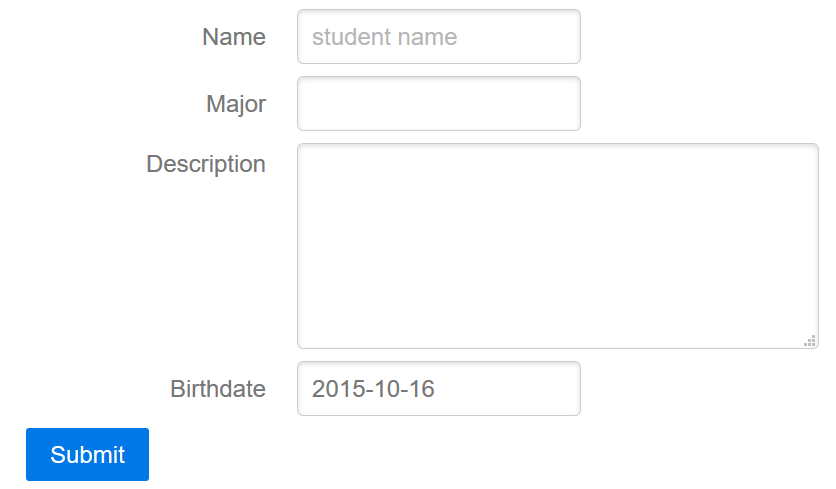 Name student name
Major
Description
Birthdate 2015-10-16
Submit